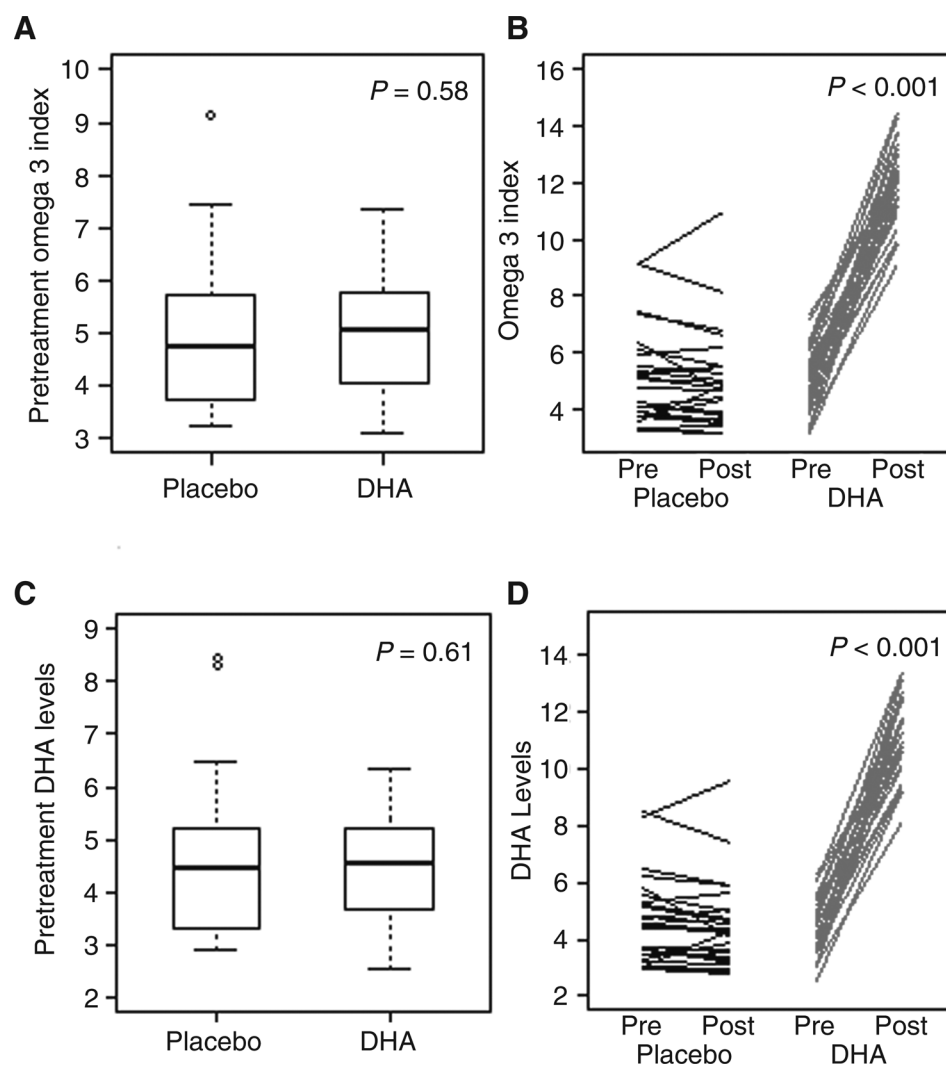 A
Pretreatment omega 3 index
10
9
8
7
6
5
4
3
P = 0.58
Placebo DHA
B
Omega 3 index
16
14
12
10
8
6
4
P < 0.001
Pre Post Pre Post
Placebo DHA
C
Pretreatment DHA levels
9
8
7
6
5
4
3
2
P = 0.61
Placebo DHA
D
DHA Levels
14
12
10
8
6
4
2
P < 0.001
Pre Post Pre Post
Placebo DHA